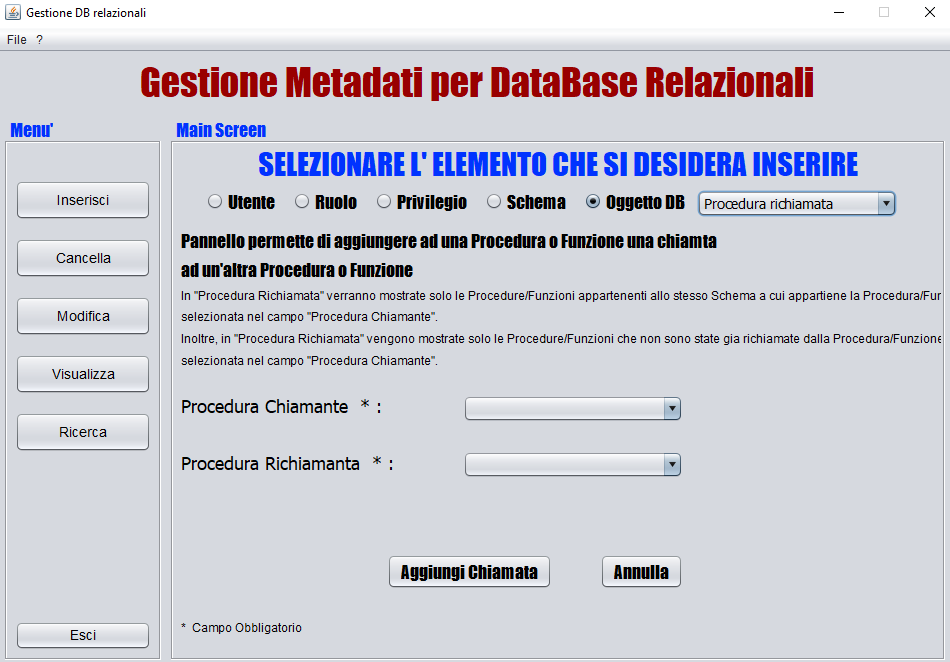 Gestione DB relazionali
File ?
Gestione Metadati per DataBase Relazionali
Menu'
Main Screen
SELEZIONARE L' ELEMENTO CHE SI DESIDERA INSERIRE
Utente Ruolo Privilegio Schema Oggetto DB Procedura richiamata
Inserisci
Cancella
Modifica
Visualizza
Ricerca
Esci
Pannello permette di aggiungere ad una Procedura o Funzione una chiamta
ad un'altra Procedura o Funzione
In "Procedura Richiamata" verranno mostrate solo le Procedure/Funzioni appartenenti allo stesso Schema a cui appartiene la Procedura/Fur
selezionata nel campo "Procedura Chiamante".
Inoltre, in "Procedura Richiamata" vengono mostrate solo le Procedure/Funzioni che non sono state gia richiamate dalla Procedura/Funzione
selezionata nel campo "Procedura Chiamante".
Procedura Chiamante * :
Procedura Richiamanta * :
Aggiungi Chiamata Annulla
* Campo Obbligatorio